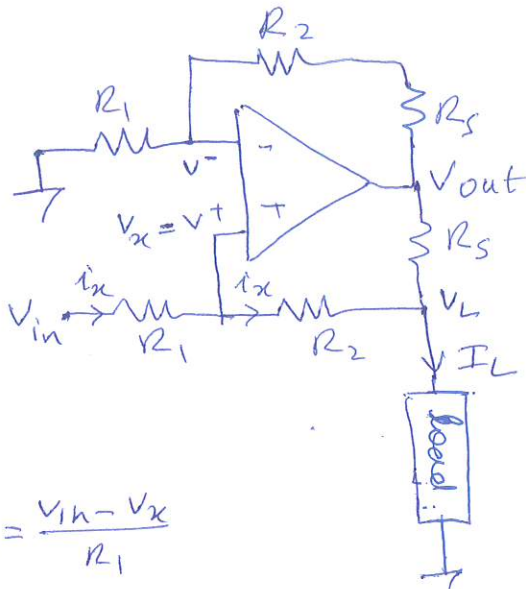 R2
R1
RS
V-
-
Vout
Vx = V+
+
RS
ix
ix
VL
Vin
R1
R2
IL
load
= Vin - Vx
R1